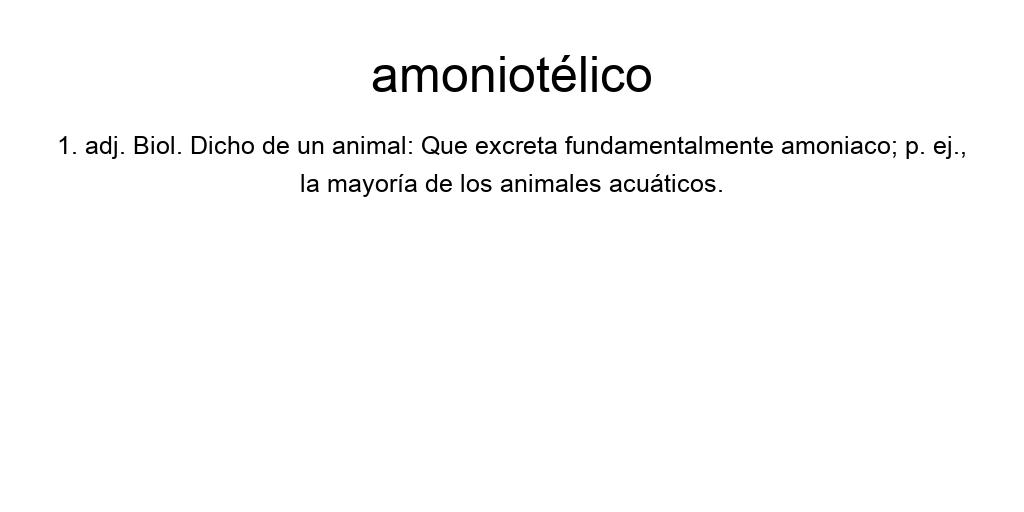 amoniotélico
1. adj. Biol. Dicho de un animal: Que excreta fundamentalmente amoniaco; p. ej.,
la mayoría de los animales acuáticos.